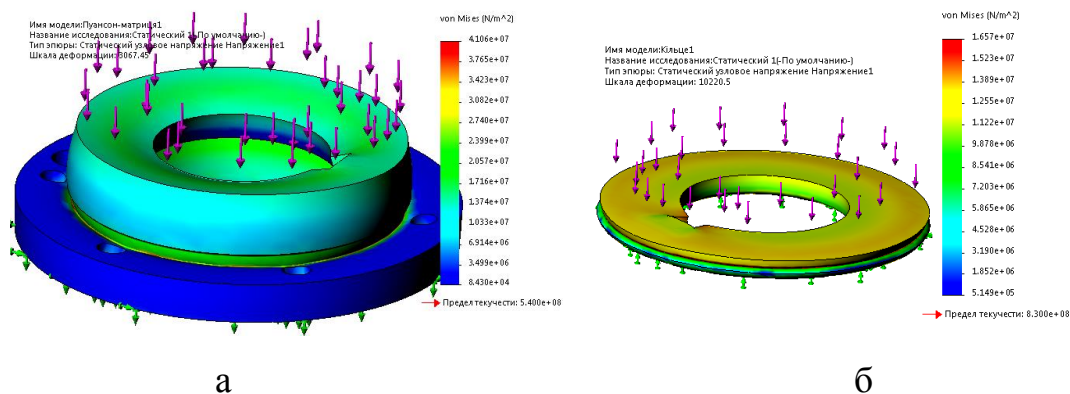 von Mises (N/m^2)
Имя модели:Пуансон-матриця1
Название исследования:Статический 1(-По умолчанию-)
Тип эпюры: Статический узловое напряжение Напряжение1
Шкала деформации: 3067.45
4.106e+07
3.765e+07
3.423e+07
3.082e+07
2.740e+07
2.399e+07
2.057e+07
1.716e+07
1.374e+07
1.033e+07
6.914e+06
3.499e+06
8.430e+04
Предел текучести: 5.400e+08
von Mises (N/m^2)
Имя модели:Кільце1
Название исследования:Статический 1(-По умолчанию-)
Тип эпюры: Статический узловое напряжение Напряжение1
Шкала деформации: 10220.5
1.657e+07
1.523e+07
1.389e+07
1.255e+07
1.122e+07
9.878e+06
8.541e+06
7.203e+06
5.865e+06
4.528e+06
3.190e+06
1.852e+06
5.149e+05
Предел текучести: 8.300e+08
а
б